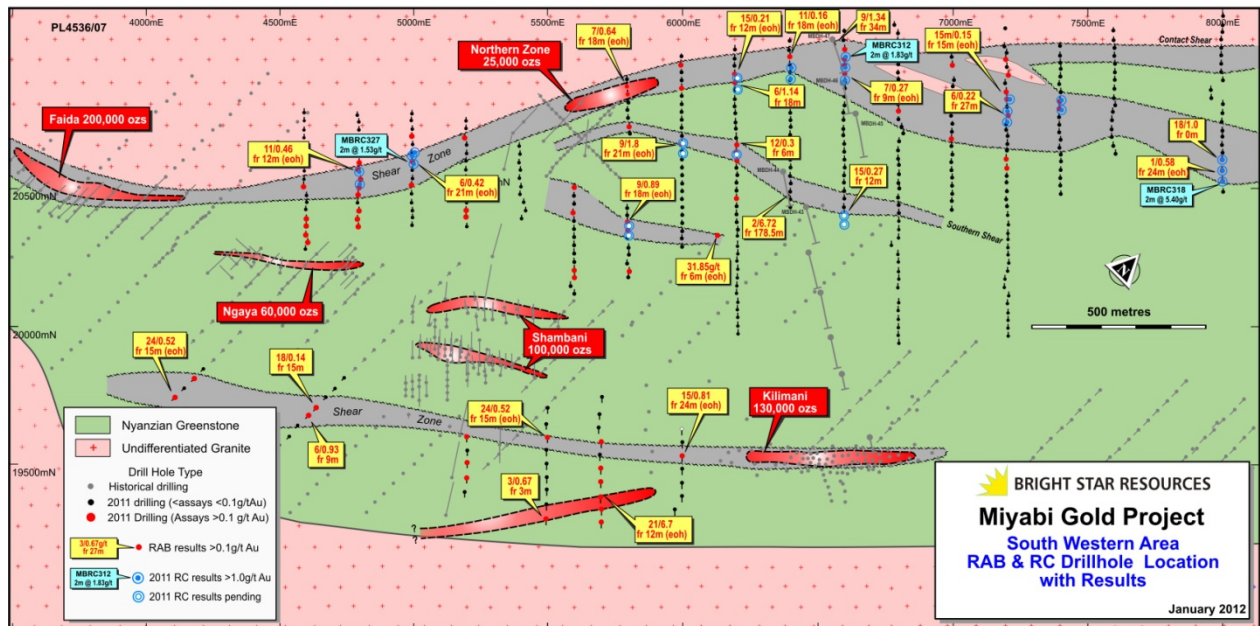 PL4536/07
4000mE
4500mE
5000mE
5500mE
6000mE
7000mE
7500mE
8000mE
7/0.64
fr 18m (eoh)
15/0.21
fr 12m (eoh)
11/0.16
fr 18m (eoh)
9/1.34
fr 34m
15m/0.15
fr 15m (eoh)
MBRC312
2m @ 1.83g/t
Contact Shear
Northern Zone
25,000 ozs
MBDH-47
MBDH-46
MBDH-45
MBDH-44
MBDH-43
6/1.14
fr 18m
7/0.27
fr 9m (eoh)
6/0.22
fr 27m
Faida 200,000 ozs
11/0.46
fr 12m (eoh)
MBRC327
2m @ 1.53g/t
Shear
Zone
6/0.42
fr 21m (eoh)
9/1.8
fr 21m (eoh)
12/0.3
fr 6m
18/1.0
fr 0m
1/0.58
fr 24m (eoh)
MBRC318
2m @ 5.40g/t
20500mN
9/0.89
fr 18m (eoh)
15/0.27
fr 12m
2/6.72
fr 178.5m
Southern Shear
31.85g/t
fr 6m (eoh)
Ngaya 60,000 ozs
N
500 metres
20000mN
Shambani
100,000 ozs
24/0.52
fr 15m (eoh)
18/0.14
fr 15m
Shear
Zone
6/0.93
fr 9m
24/0.52
fr 15m (eoh)
15/0.81
fr 24m (eoh)
Kilimani
130,000 ozs
19500mN
3/0.67
fr 3m
21/6.7
fr 12m (eoh)
?
?
Nyanzian Greenstone
Undifferentiated Granite
Drill Hole Type
Historical drilling
2011 drilling (<assays <0.1g/tAu)
2011 Drilling (Assays >0.1 g/t Au)
3/0.67g/t
fr 27m
RAB results >0.1g/t Au
MBRC312
2m @ 1.83g/t
2011 RC results >1.0g/t Au
2011 RC results pending
BRIGHT STAR RESOURCES
Miyabi Gold Project
South Western Area
RAB & RC Drillhole Location
with Results
January 2012